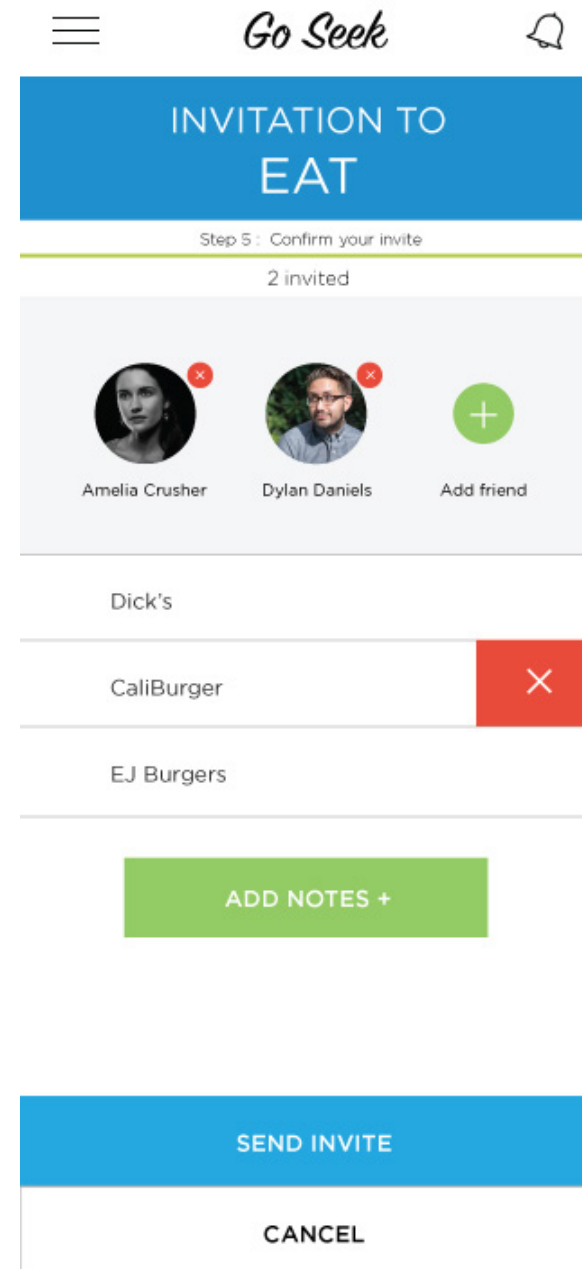 Go Seek
INVITATION TO
EAT
Step 5 : Confirm your invite
2 invited
Amelia Crusher
Dylan Daniels
Add friend
Dick's
CaliBurger
EJ Burgers
ADD NOTES +
SEND INVITE
CANCEL